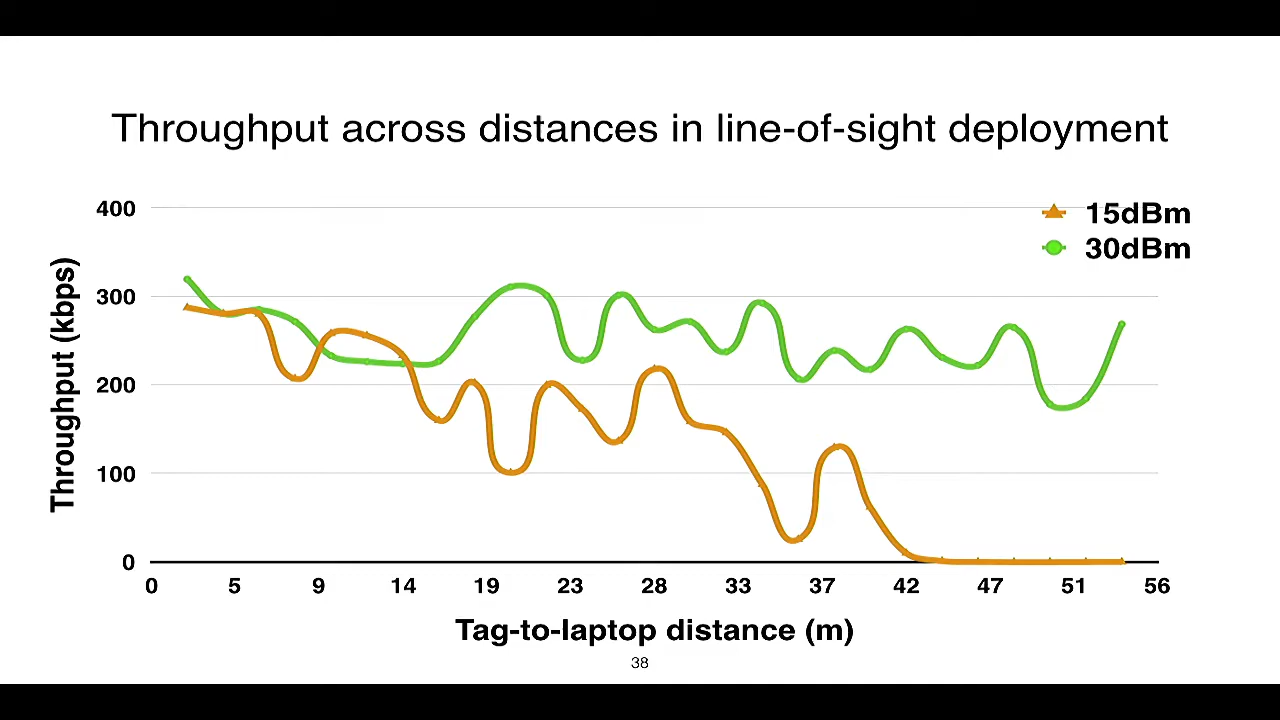 Throughput across distances in line-of-sight deployment
15dBm
30dBm
Throughput (kbps)
400
300
200
100
0
0 5 9 14 19 23 28 33 37 42 47 51 56
Tag-to-laptop distance (m)
38